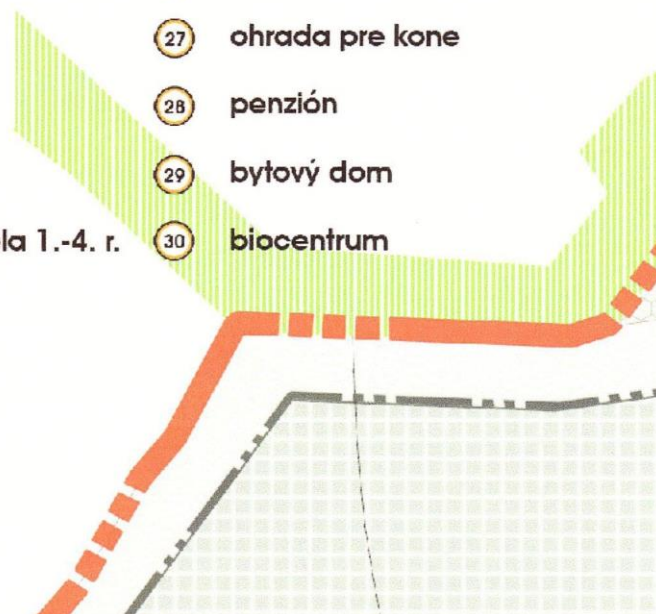 27 ohrada pre kone
28 penzión
29 bytový dom
la 1.-4. r. 30 biocentrum